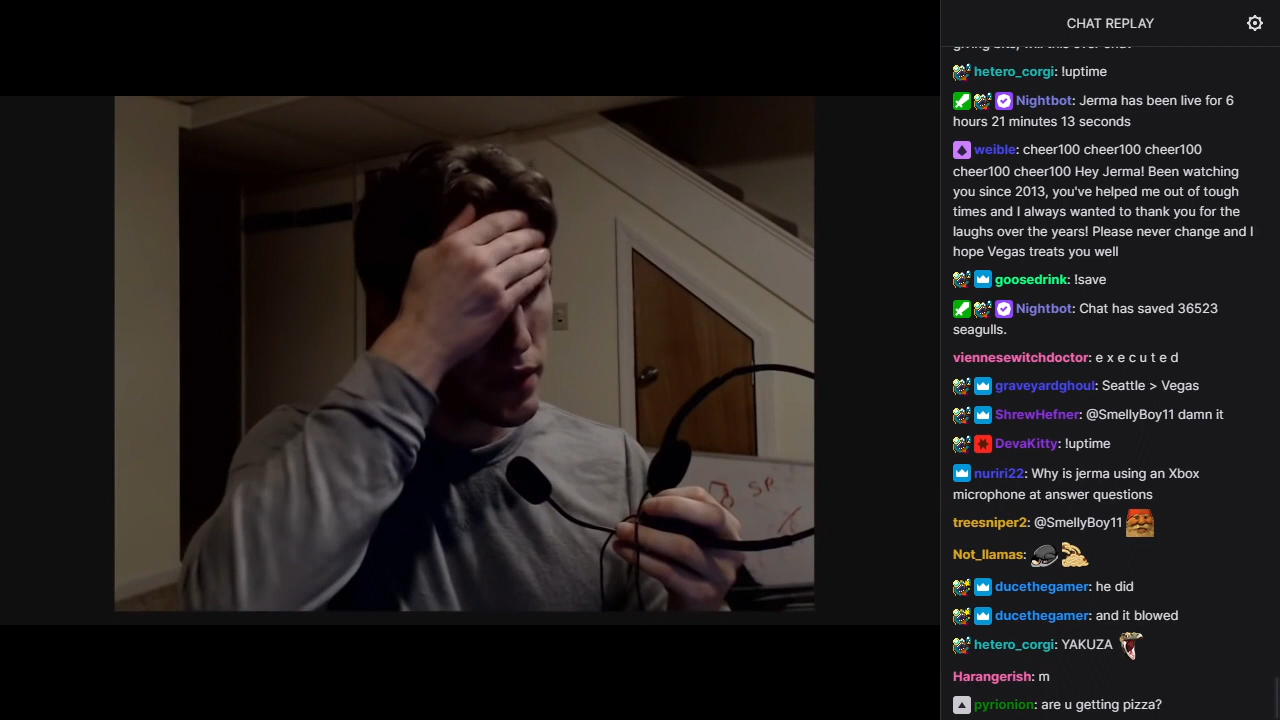 CHAT REPLAY
hetero_corgi: !uptime
Nightbot: Jerma has been live for 6
hours 21 minutes 13 seconds
weible: cheer100 cheer100 cheer100
cheer100 cheer100 Hey Jerma! Been watching
you since 2013, you've helped me out of tough
times and I always wanted to thank you for the
laughs over the years! Please never change and I
hope Vegas treats you well
goosedrink: !save
Nightbot: Chat has saved 36523
seagulls.
viennesewitchdoctor: e x e c u t e d
graveyardghoul: Seattle > Vegas
ShrewHefner: @SmellyBoy11 damn it
DevaKitty: !uptime
nuriri22: Why is jerma using an Xbox
microphone at answer questions
treesniper2: @SmellyBoy11
Not_llamas:
ducethegamer: he did
ducethegamer: and it blowed
hetero_corgi: YAKUZA
Harangerish: m
pyrionion: are u getting pizza?
SP